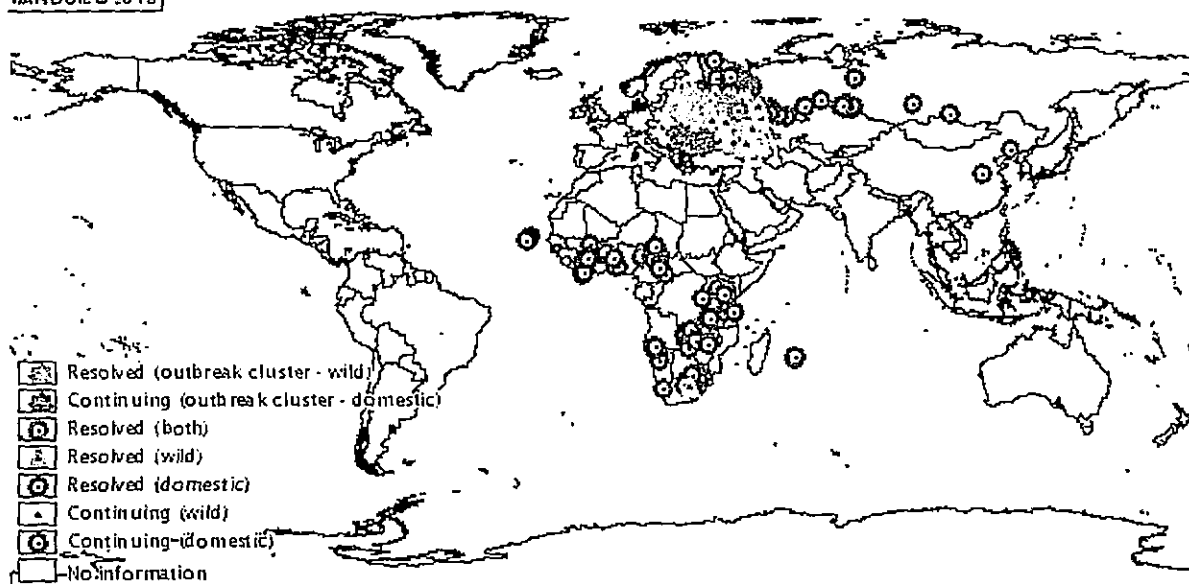 Resolved (outbreak cluster - wild)
Continuing (outbreak cluster - domestic)
Resolved (both)
Resolved (wild)
Resolved (domestic)
Continuing (wild)
Continuing (domestic)
No information